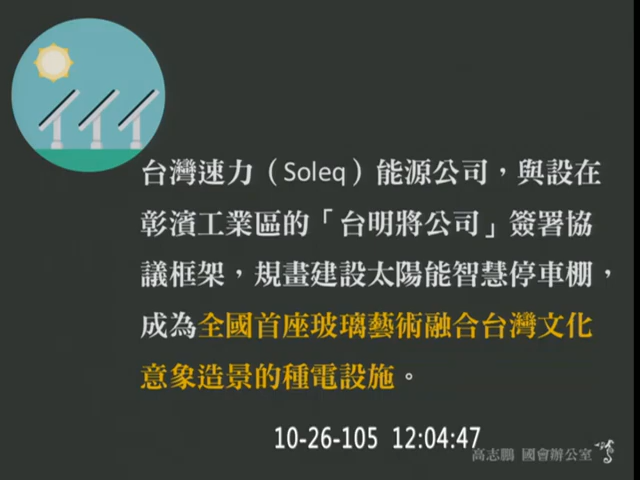 台灣速力（Soleq）能源公司，與設在
彰濱工業區的「台明將公司」簽署協
議框架，規畫建設太陽能智慧停車棚，
成為全國首座玻璃藝術融合台灣文化
意象造景的種電設施。
10-26-105 12:04:47
高志鵬 國會辦公室